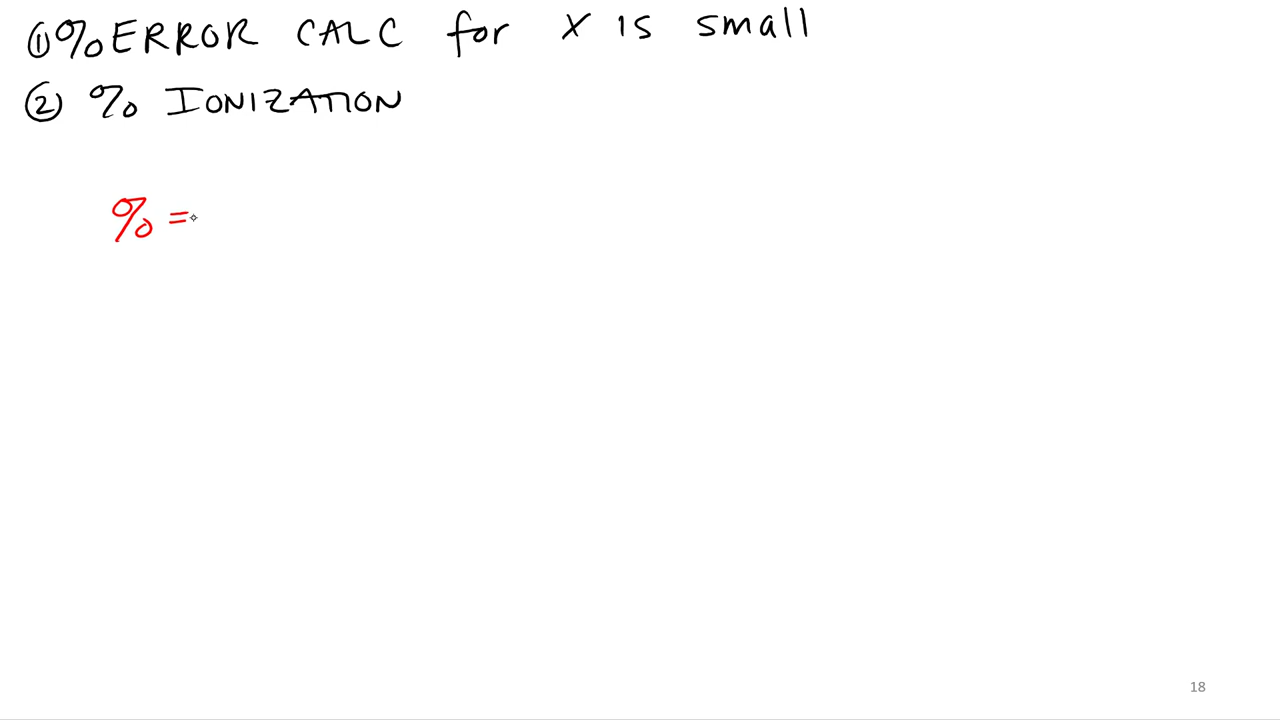 ① % ERROR CALC for x is small
② % IONIZATION
% =
18